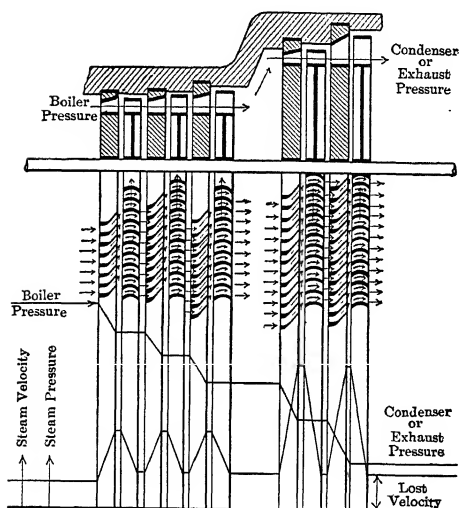 Condenser
or
Exhaust
Pressure
Boiler
Pressure
Boiler
Pressure
Steam Velocity
Steam Pressure
Condenser
or
Exhaust
Pressure
Lost
Velocity